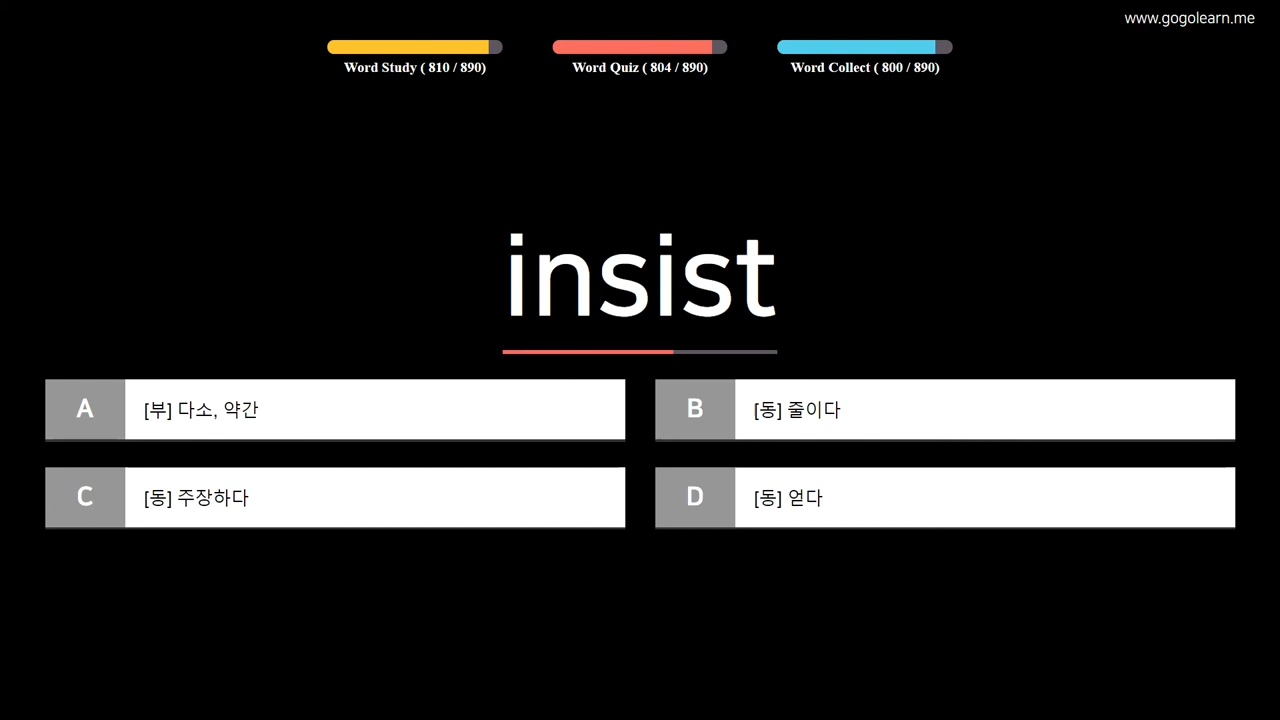 www.gogolearn.me
Word Study ( 810 / 890)
Word Quiz ( 804 / 890)
Word Collect ( 800 / 890)
insist
A [부] 다소, 약간
B [동] 줄이다
C [동] 주장하다
D [동] 얻다